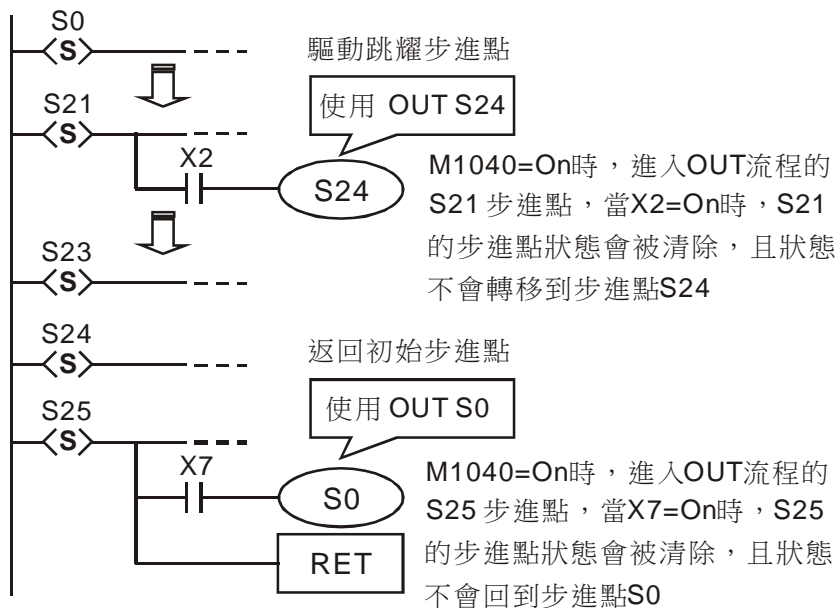 S0
S
驅動跳耀步進點
使用 OUT S24
S21
S
X2
S24
M1040=On時，進入OUT流程的
S21 步進點，當X2=On時，S21
的步進點狀態會被清除，且狀態
不會轉移到步進點S24
S23
S
S24
S
返回初始步進點
使用 OUT S0
S25
S
X7
S0
RET
M1040=On時，進入OUT流程的
S25 步進點，當X7=On時，S25
的步進點狀態會被清除，且狀態
不會回到步進點S0